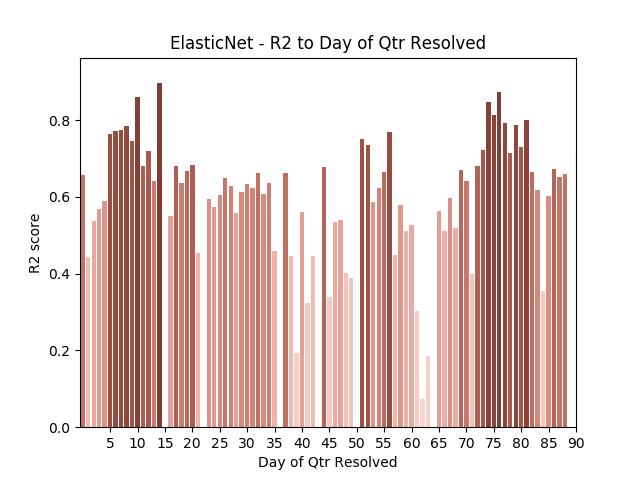 ElasticNet - R2 to Day of Qtr Resolved
R2 score
0.8
0.6
0.4
0.2
0.0
5 10 15 20 25 30 35 40 45 50 55 60 65 70 75 80 85 90
Day of Qtr Resolved